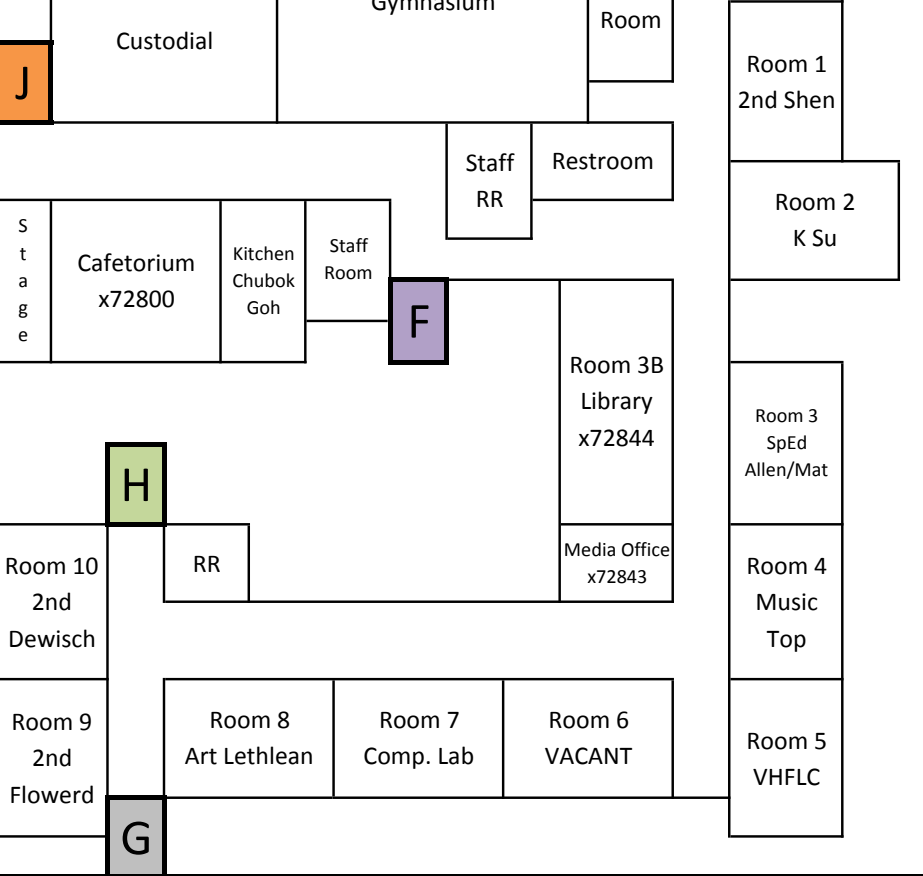 Gymnasium
Custodial
Room
J
Room 1
2nd Shen
Staff
RR
Restroom
Room 2
K Su
S
t
a
g
e
Cafetorium
x72800
Kitchen
Chubok
Goh
Staff
Room
F
Room 3B
Library
x72844
Room 3
SpEd
Allen/Mat
H
Room 10
2nd
Dewisch
RR
Media Office
x72843
Room 4
Music
Top
Room 9
2nd
Flowerd
Room 8
Art Lethlean
Room 7
Comp. Lab
Room 6
VACANT
Room 5
VHFLC
G